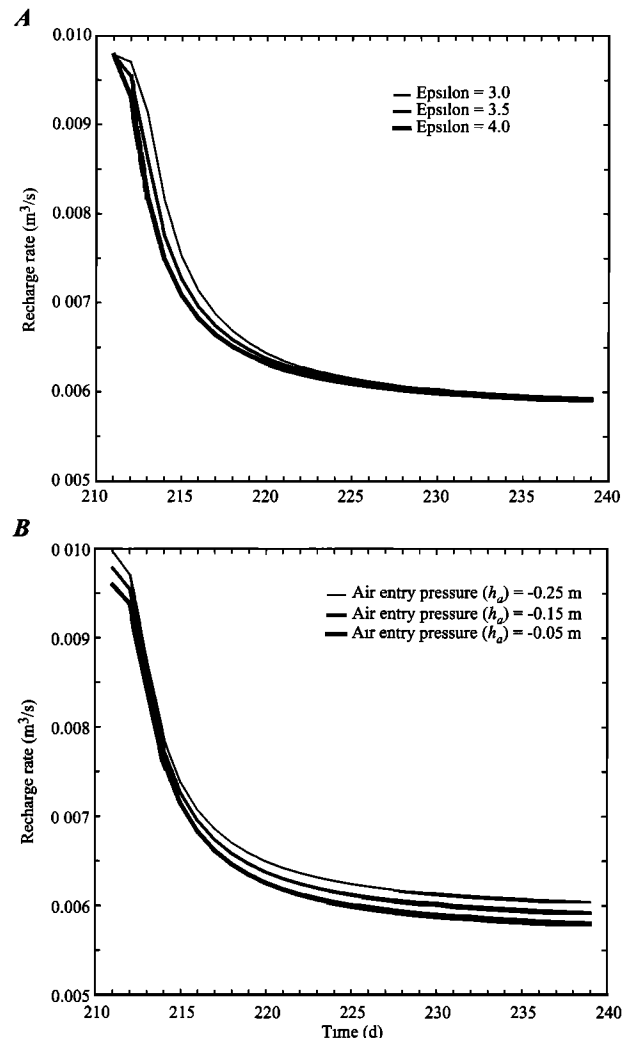 A
0.010
0.009
0 008
0 007
0.006
0 005
Recharge rate (m³/s)
Epsilon = 3.0
Epsilon = 3.5
Epsilon = 4.0
210 215 220 225 230 235 240
B
0.010
0.009
0.008
0 007
0.006
0.005
Recharge rate (m³/s)
Air entry pressure (hₐ) = -0.25 m
Air entry pressure (hₐ) = -0.15 m
Air entry pressure (hₐ) = -0.05 m
210 215 220 225 230 235 240
Time (d)